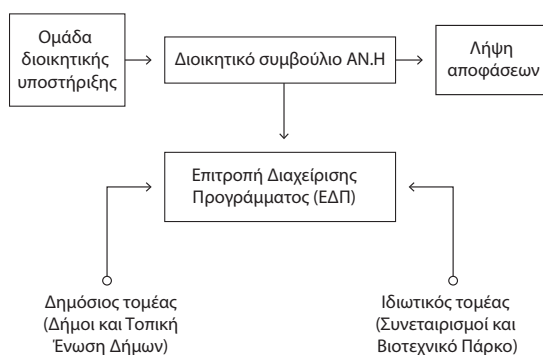 Ομάδα
διοικητικής
υποστήριξης
Διοικητικό συμβούλιο ΑΝ.Η
Λήψη
αποφάσεων
Επιτροπή Διαχείρισης
Προγράμματος (ΕΔΠ)
Δημόσιος τομέας
(Δήμοι και Τοπική
Ένωση Δήμων)
Ιδιωτικός τομέας
(Συνεταιρισμοί και
Βιοτεχνικό Πάρκο)